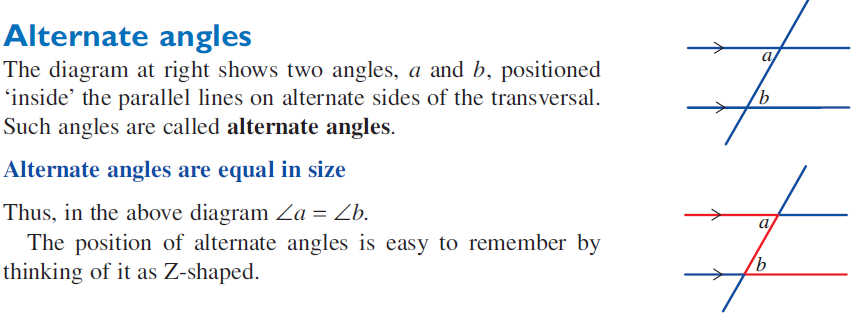 Alternate angles
The diagram at right shows two angles, a and b, positioned
‘inside’ the parallel lines on alternate sides of the transversal.
Such angles are called alternate angles.
Alternate angles are equal in size
Thus, in the above diagram ∠a = ∠b.
The position of alternate angles is easy to remember by
thinking of it as Z-shaped.
a
b
a
b